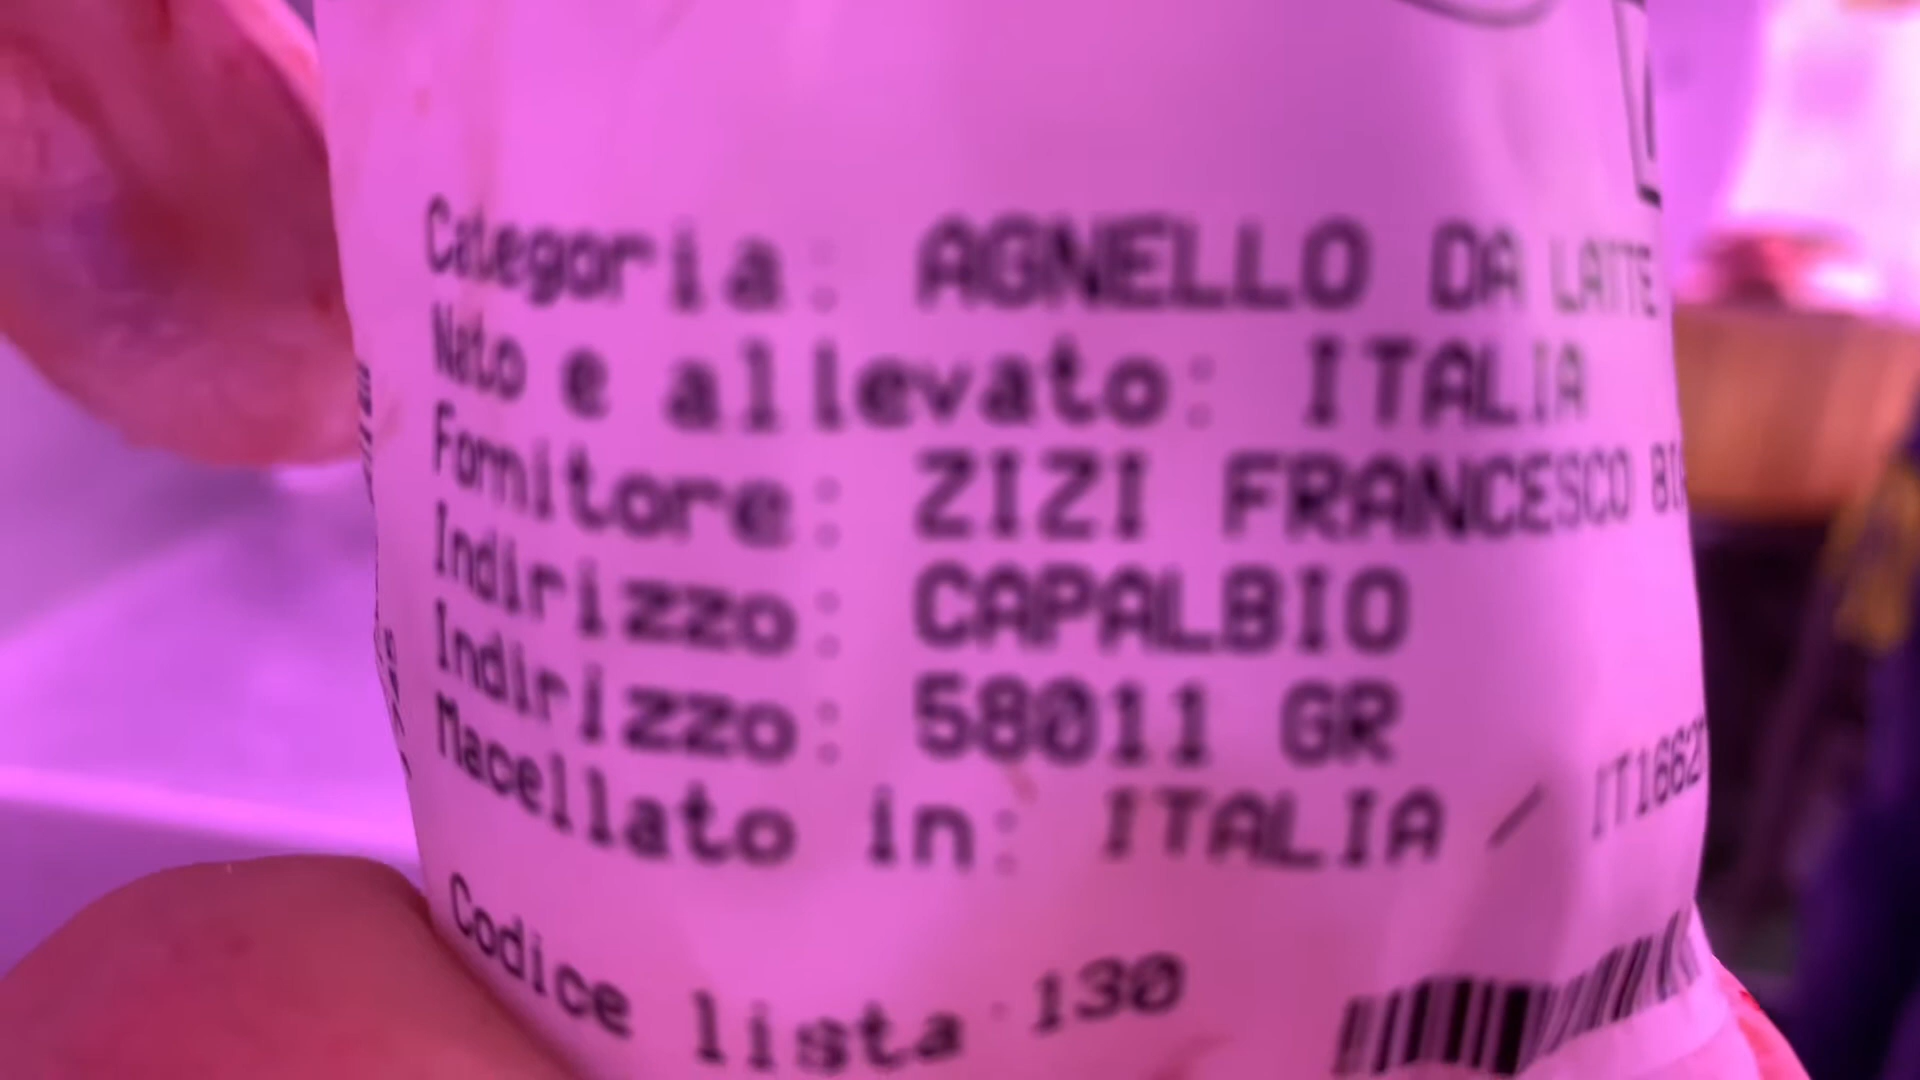 Categoria: AGNELLO DA LATTE
Nato e allevato: ITALIA
Fornitore: ZIZI FRANCESCO
Indirizzo: CAPALBIO
Indirizzo: 58011 GR
Macellato in: ITALIA /
Codice lista 130